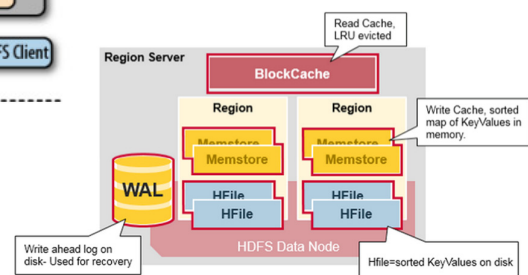 FS Client
Read Cache,
LRU evicted
Region Server
BlockCache
Region
Region
Write Cache, sorted
map of KeyValues in
memory.
Memstore
Memstore
Memstore
Memstore
WAL
HFile
HFile
HFile
HFile
HDFS Data Node
Write ahead log on
disk- Used for recovery
Hfile=sorted KeyValues on disk